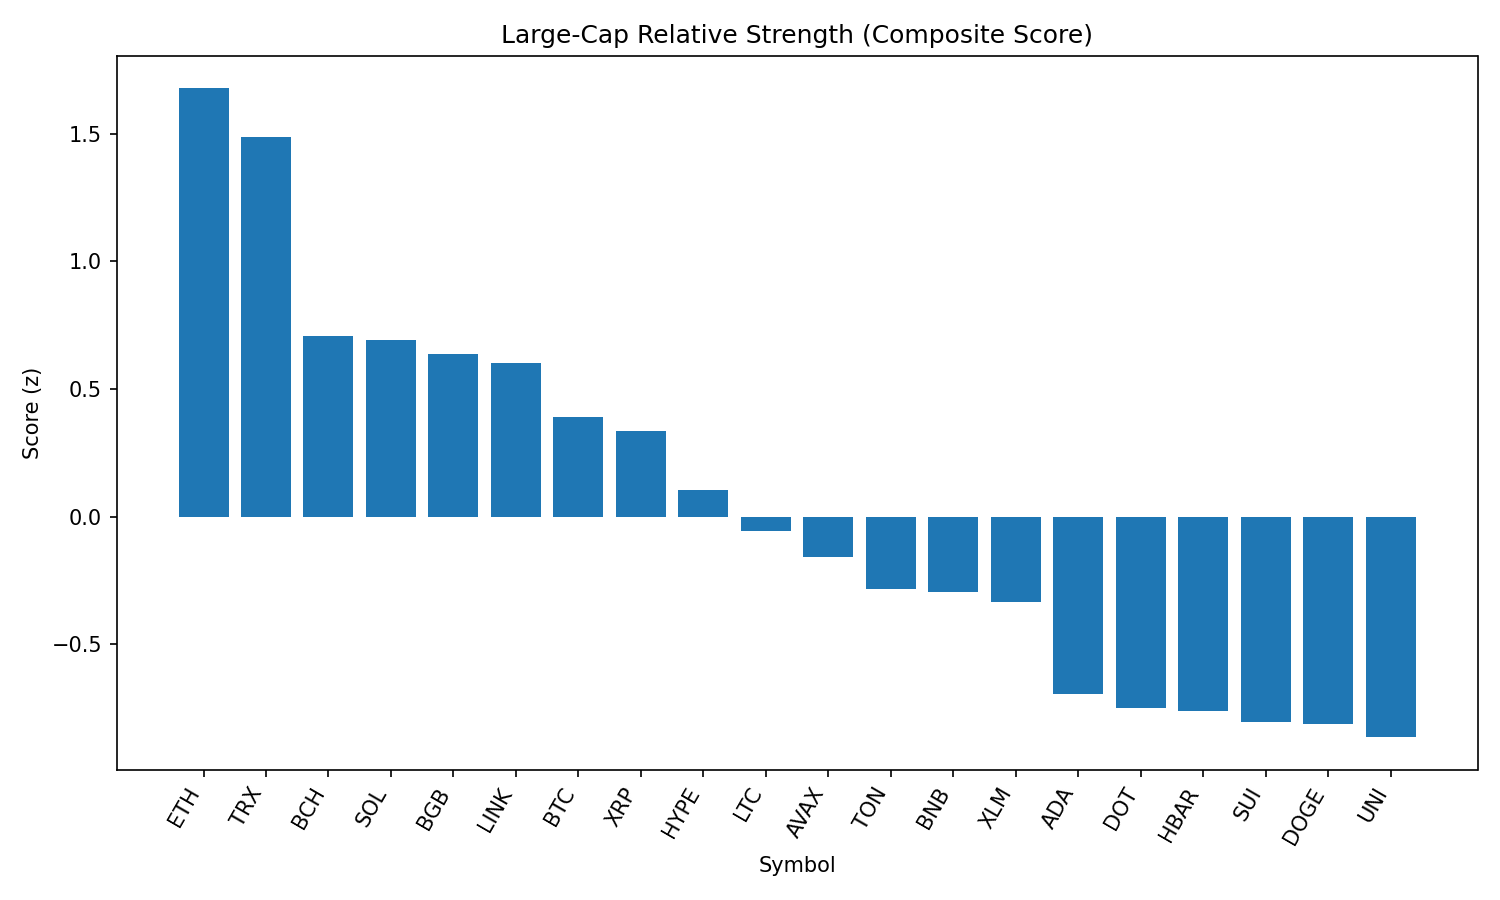 Large-Cap Relative Strength (Composite Score)
Score (z)
1.5
1.0
0.5
0.0
−0.5
ETH
TRX
BCH
SOL
BGB
LINK
BTC
XRP
HYPE
LTC
AVAX
TON
BNB
XLM
ADA
DOT
HBAR
SUI
DOGE
UNI
Symbol